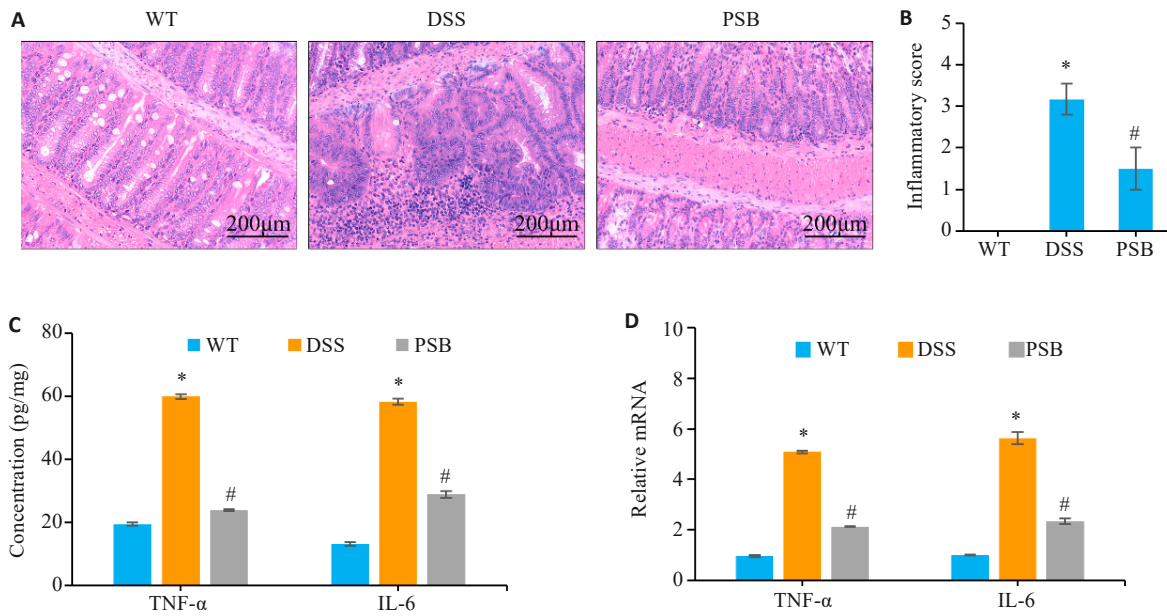 A
WT
DSS
PSB
200μm
200μm
200μm
B
Inflammatory score
5
4
3
2
1
0
*
#
WT
DSS
PSB
C
Concentration (pg/mg)
80
60
40
20
0
WT
DSS
PSB
*
#
*
#
TNF-α
IL-6
D
Relative mRNA
10
8
6
4
2
0
WT
DSS
PSB
*
#
*
#
TNF-α
IL-6